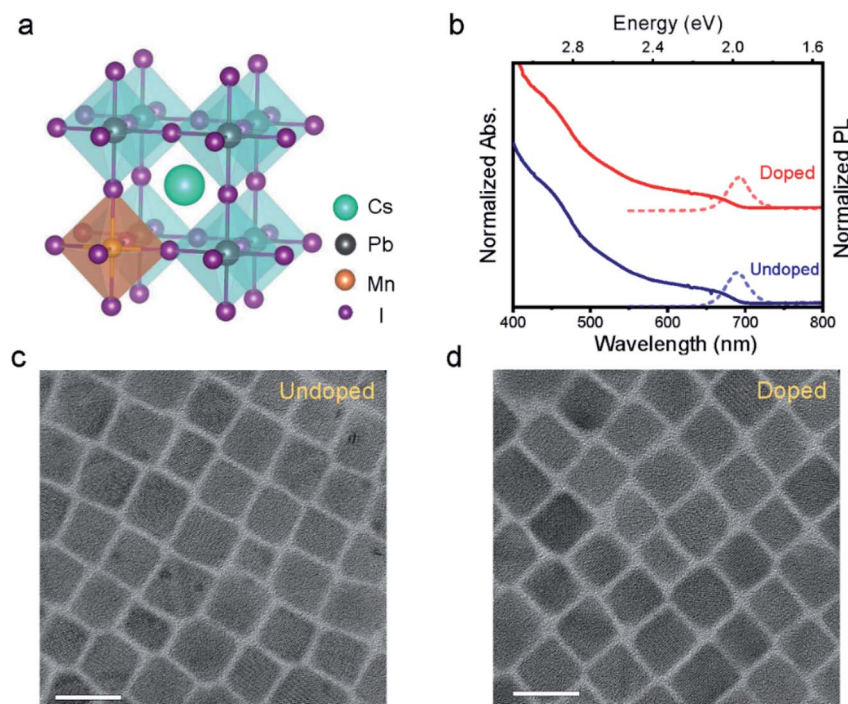 a
Cs
Pb
Mn
I
b
Energy (eV)
2.8 2.4 2.0 1.6
Normalized Abs.
Normalized PL
Doped
Undoped
400 500 600 700 800
Wavelength (nm)
c
Undoped
d
Doped